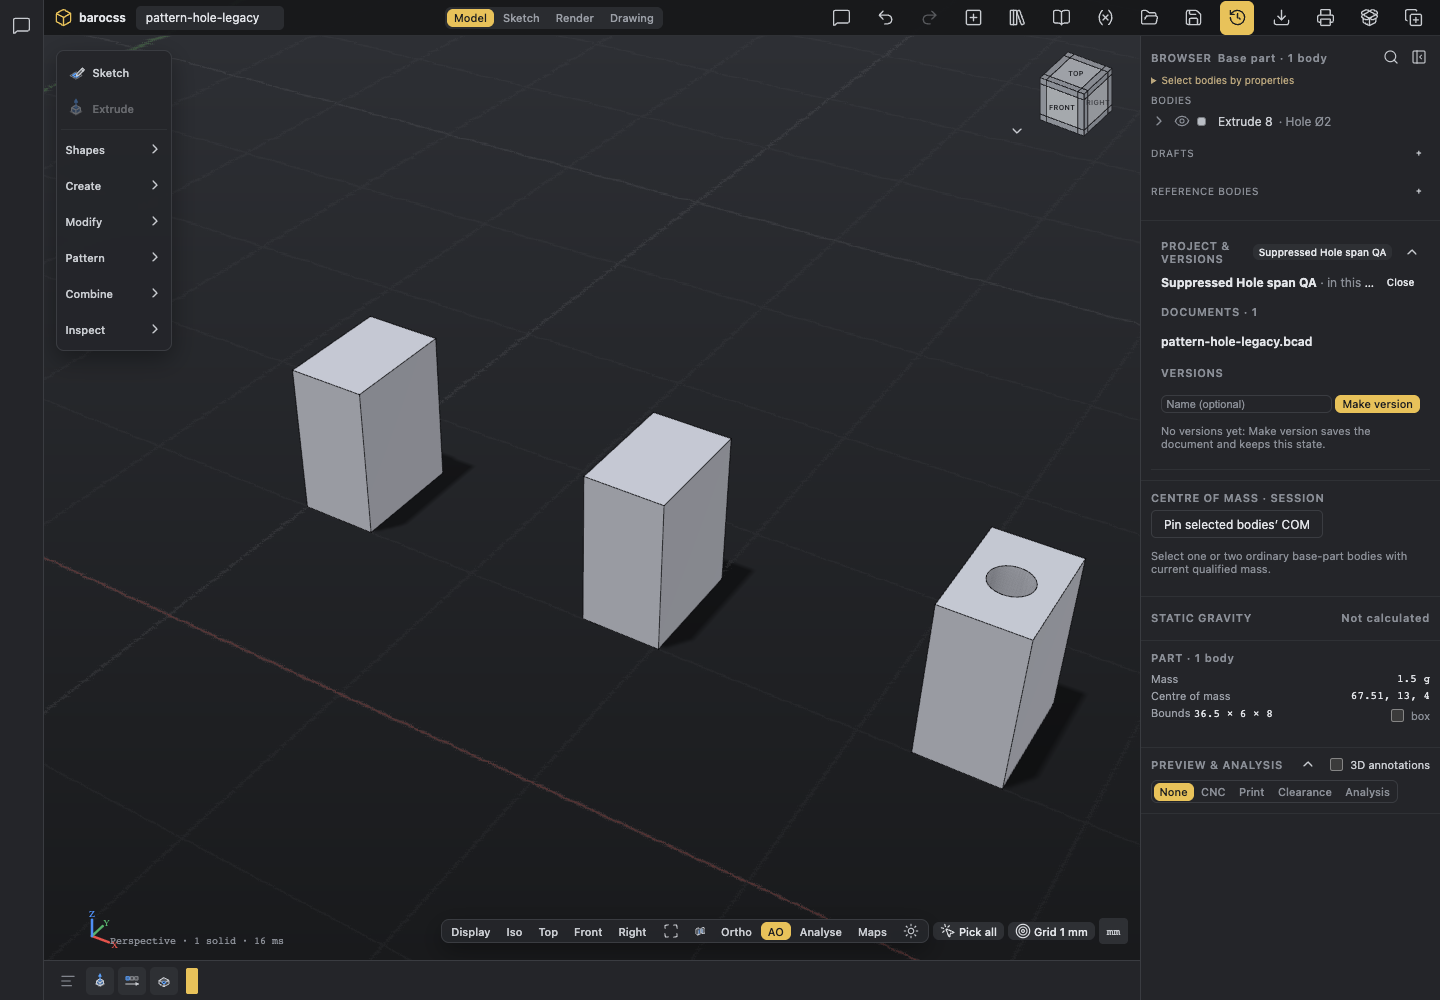 barocss
pattern-hole-legacy
Model
Sketch
Render
Drawing
Sketch
Extrude
Shapes
Create
Modify
Pattern
Combine
Inspect
TOP
FRONT
RIGHT
BROWSER Base part · 1 body
Select bodies by properties
BODIES
Extrude 8 · Hole Ø2
DRAFTS
REFERENCE BODIES
PROJECT &
VERSIONS
Suppressed Hole span QA
Suppressed Hole span QA · in this ...
Close
DOCUMENTS · 1
pattern-hole-legacy.bcad
VERSIONS
Name (optional)
Make version
No versions yet: Make version saves the
document and keeps this state.
CENTRE OF MASS · SESSION
Pin selected bodies’ COM
Select one or two ordinary base-part bodies with
current qualified mass.
STATIC GRAVITY
Not calculated
PART · 1 body
Mass 1.5 g
Centre of mass 67.51, 13, 4
Bounds 36.5 × 6 × 8
box
PREVIEW & ANALYSIS
3D annotations
None
CNC
Print
Clearance
Analysis
Z
Y
X
Perspective · 1 solid · 16 ms
Display
Iso
Top
Front
Right
Ortho
AO
Analyse
Maps
Pick all
Grid 1 mm
mm